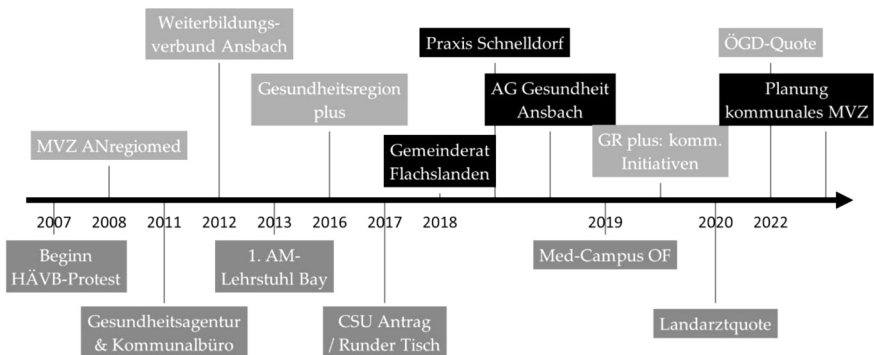 Weiterbildungs-
verbund Ansbach
Praxis Schnelldorf
ÖGD-Quote
Gesundheitsregion
plus
AG Gesundheit
Ansbach
Planung
kommunales MVZ
MVZ ANregiomed
Gemeinderat
Flachslanden
GR plus: komm.
Initiativen
2007 2008 2011 2012 2013 2016 2017 2018 2019 2020 2022
Beginn
HÄVB-Protest
1. AM-
Lehrstuhl Bay
Med-Campus OF
Gesundheitsagentur
& Kommunalbüro
CSU Antrag
/ Runder Tisch
Landarztquote